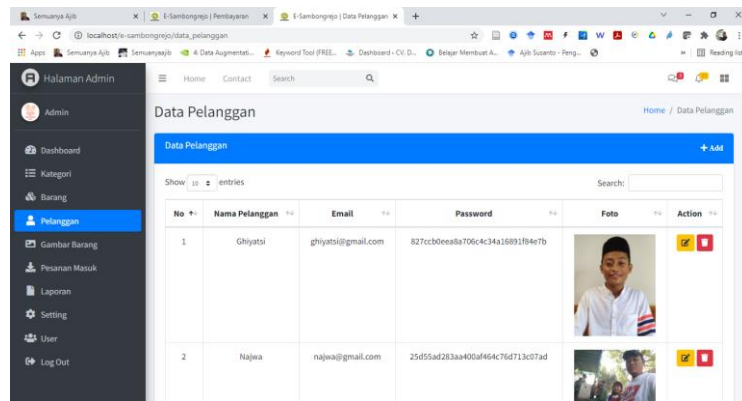 Semuanya Ajib
E-Sambongrejo | Pembayaran
E-Sambongrejo | Data Pelanggan
localhost/e-sambongrejo/data_pelanggan
Apps
Semuanya Ajib
Semuanyaajib
4: Data Augmentati...
Keyword Tool (FREE...
Dashboard ‹ CV. D...
Belajar Membuat A...
Ajib Susanto - Peng...
Reading list
Halaman Admin
Home
Contact
Search
Admin
Data Pelanggan
Home / Data Pelanggan
Dashboard
Kategori
Barang
Pelanggan
Gambar Barang
Pesanan Masuk
Laporan
Setting
User
Log Out
Data Pelanggan
+ Add
Show 10 entries
Search:
No Nama Pelanggan Email Password Foto Action
1 Ghiyatsi ghiyatsi@gmail.com 827ccb0eea8a706c4c34a16891f84e7b
2 Najwa najwa@gmail.com 25d55ad283aa400af464c76d713c07ad